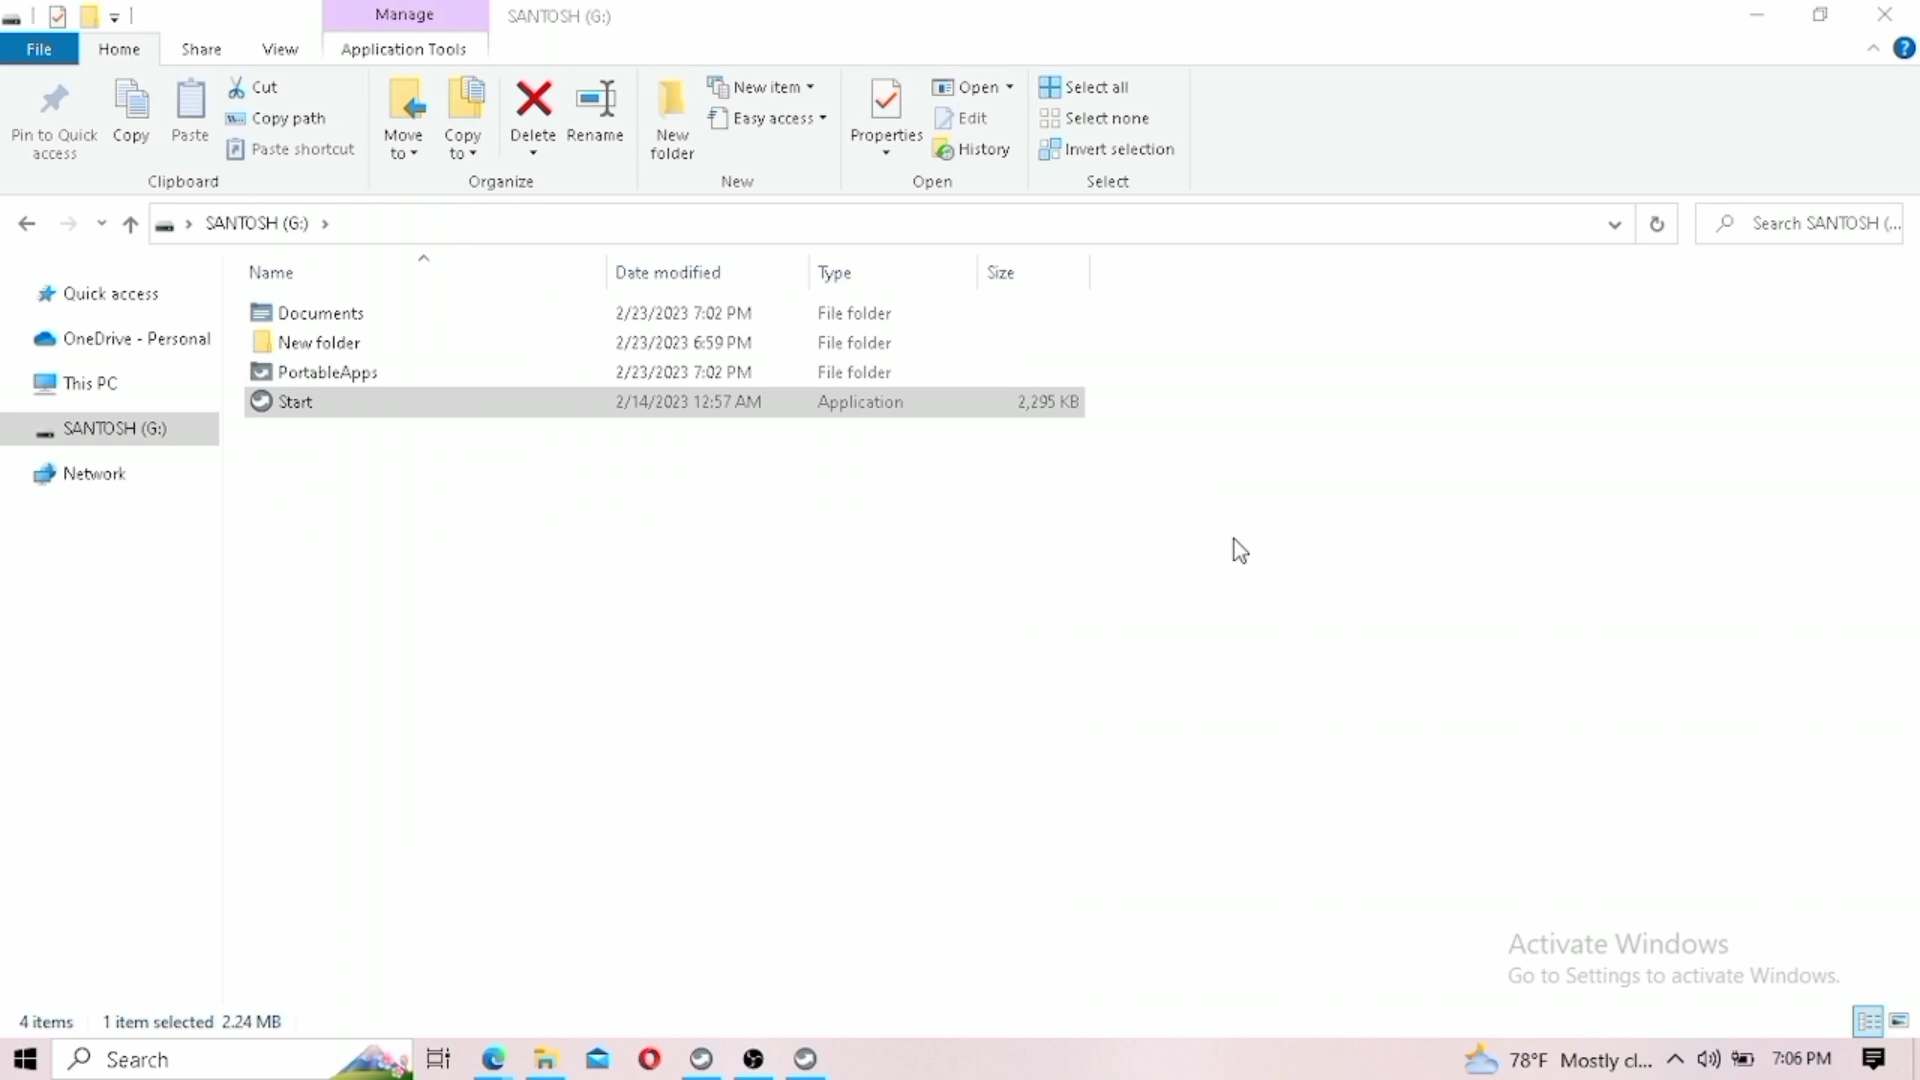 Manage
SANTOSH (G:)
File
Home
Share
View
Application Tools
Pin to Quick access
Copy
Paste
Cut
Copy path
Paste shortcut
Clipboard
Move to
Copy to
Delete
Rename
Organize
New folder
New item
Easy access
New
Properties
Open
Edit
History
Open
Select all
Select none
Invert selection
Select
SANTOSH (G:)
Search SANTOSH (...
Quick access
OneDrive - Personal
This PC
SANTOSH (G:)
Network
Name Date modified Type Size
Documents 2/23/2023 7:02 PM File folder
New folder 2/23/2023 6:59 PM File folder
PortableApps 2/23/2023 7:02 PM File folder
Start 2/14/2023 12:57 AM Application 2,295 KB
Activate Windows
Go to Settings to activate Windows.
4 items 1 item selected 2.24 MB
Search
78°F Mostly cl...
7:06 PM